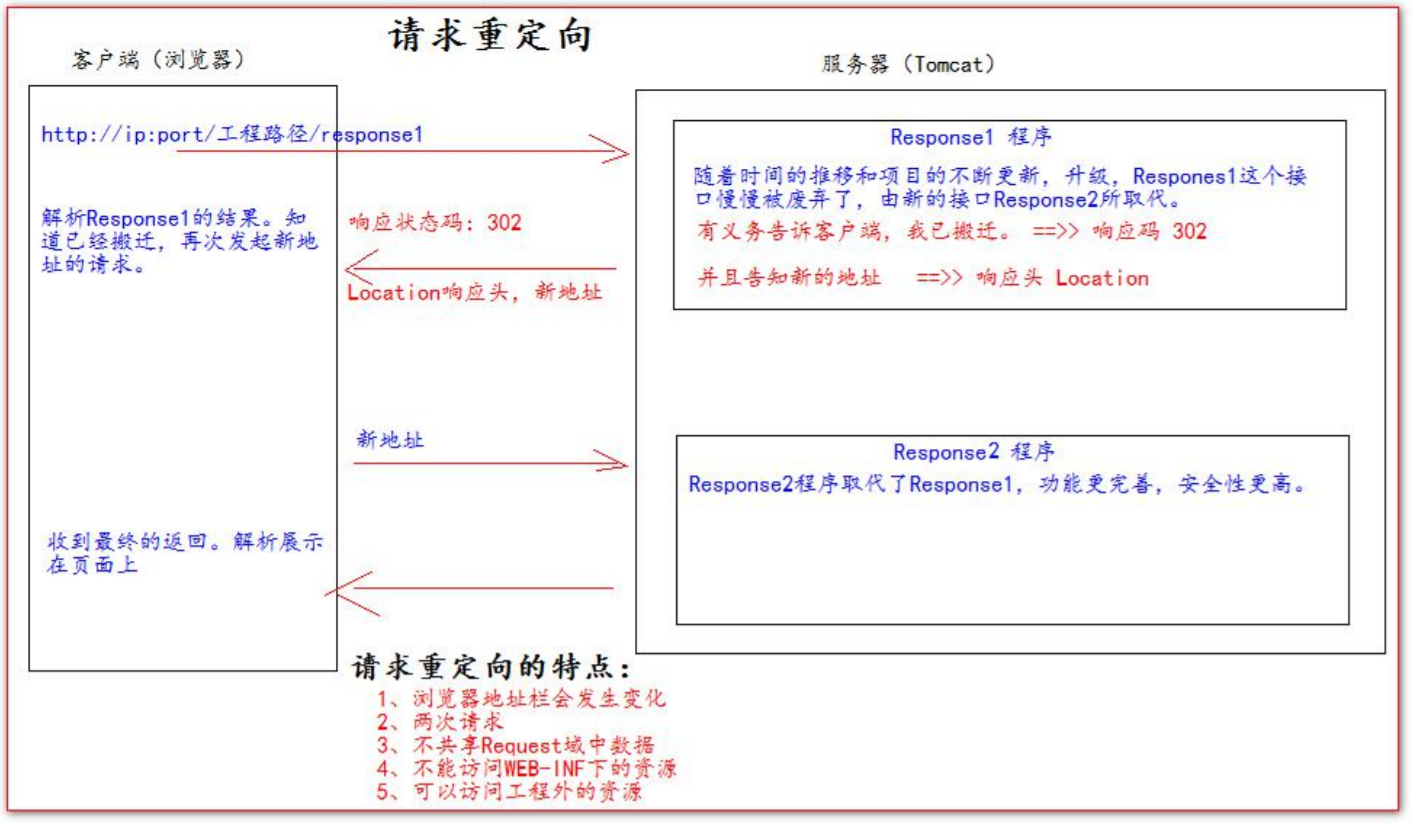 请求重定向
客户端（浏览器）
服务器（Tomcat）
http://ip:port/工程路径/response1
Response1 程序
随着时间的推移和项目的不断更新，升级，Respones1这个接
口慢慢被废弃了，由新的接口Response2所取代。
有义务告诉客户端，我已搬迁。 ==>> 响应码 302
并且告知新的地址 ==>> 响应头 Location
响应状态码：302
Location响应头，新地址
解析Response1的结果。知
道已经搬迁，再次发起新地
址的请求。
新地址
Response2 程序
Response2程序取代了Response1，功能更完善，安全性更高。
收到最终的返回。解析展示
在页面上
请求重定向的特点：
1、浏览器地址栏会发生变化
2、两次请求
3、不共享Request域中数据
4、不能访问WEB-INF下的资源
5、可以访问工程外的资源